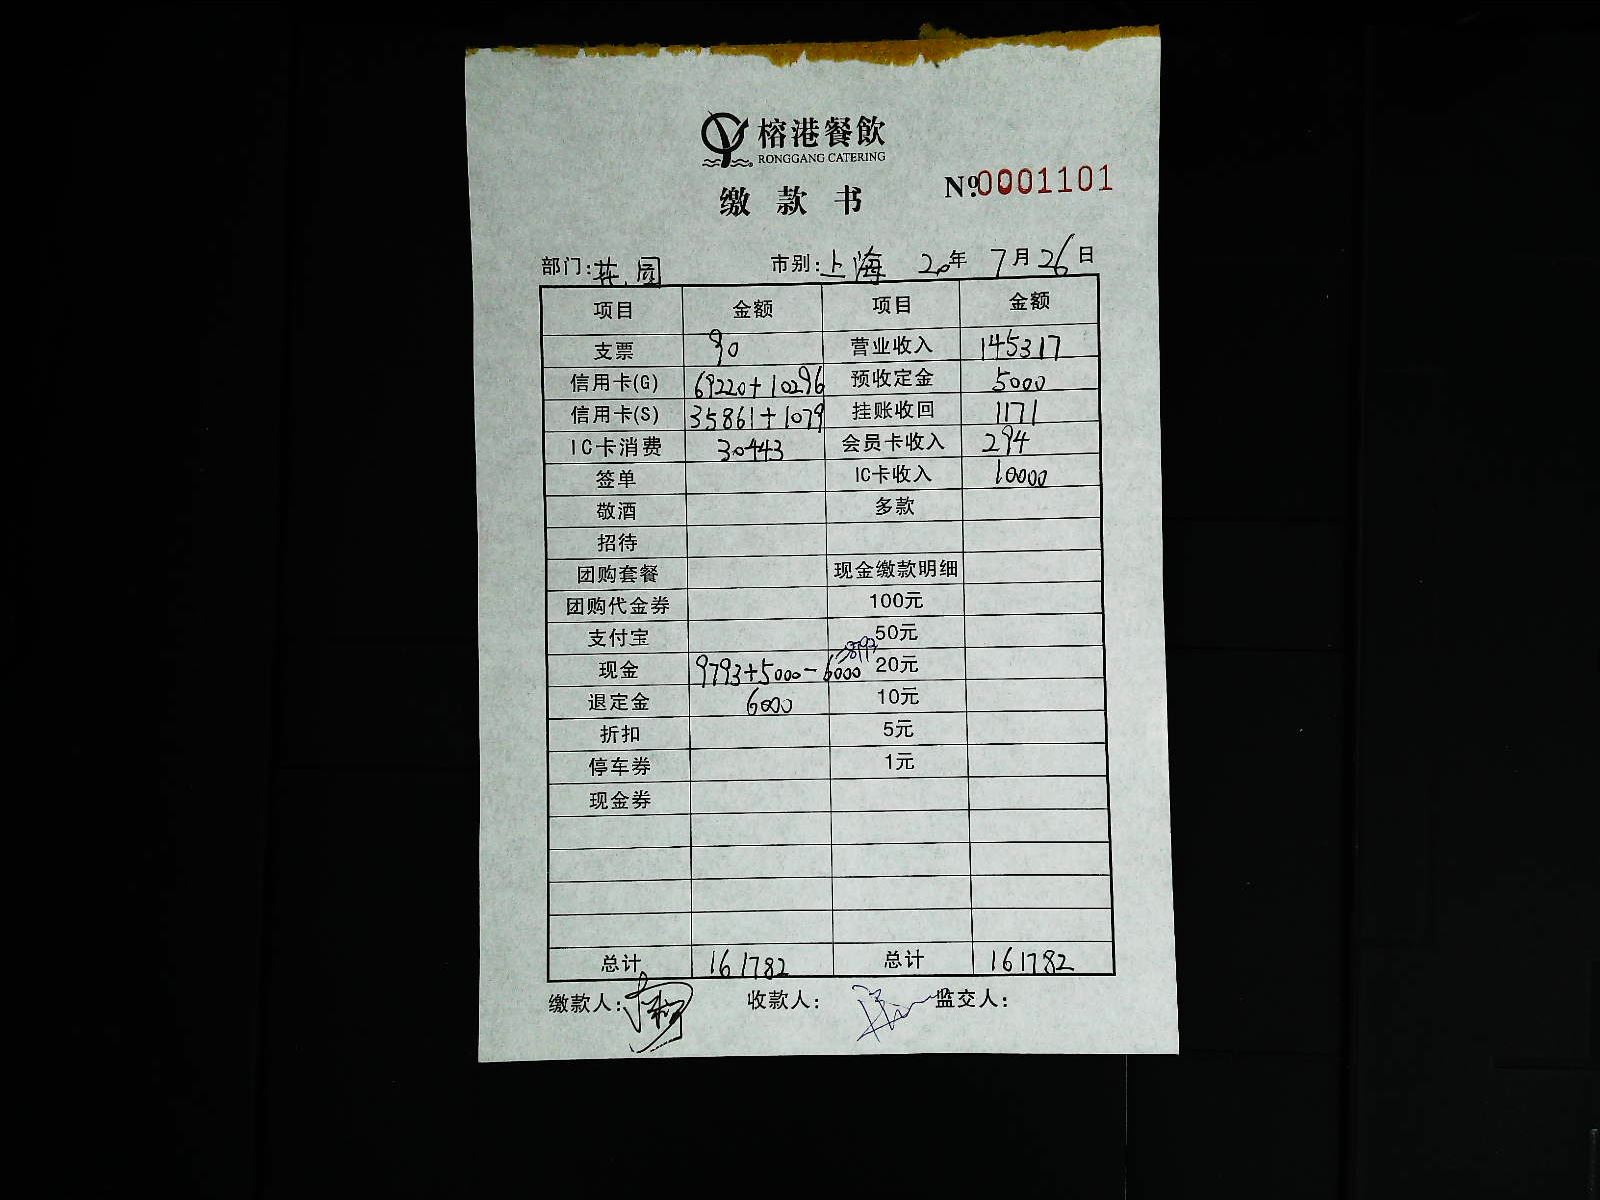 榕港餐飲
RONGGANG CATERING
缴款书
№0001101
部门:花园 市别:上海 20年 7月26日
项目 金额 项目 金额
支票 90 营业收入 145317
信用卡(G) 69220+10296 预收定金 5000
信用卡(S) 35861+1079 挂账收回 1171
IC卡消费 30443 会员卡收入 294
签单 IC卡收入 10000
敬酒 多款
招待
团购套餐 现金缴款明细
团购代金券 100元
支付宝 50元
现金 9793+5000-6000=8793 20元
退定金 6000 10元
折扣 5元
停车券 1元
现金券
总计 161782 总计 161782
缴款人: 收款人: 监交人: